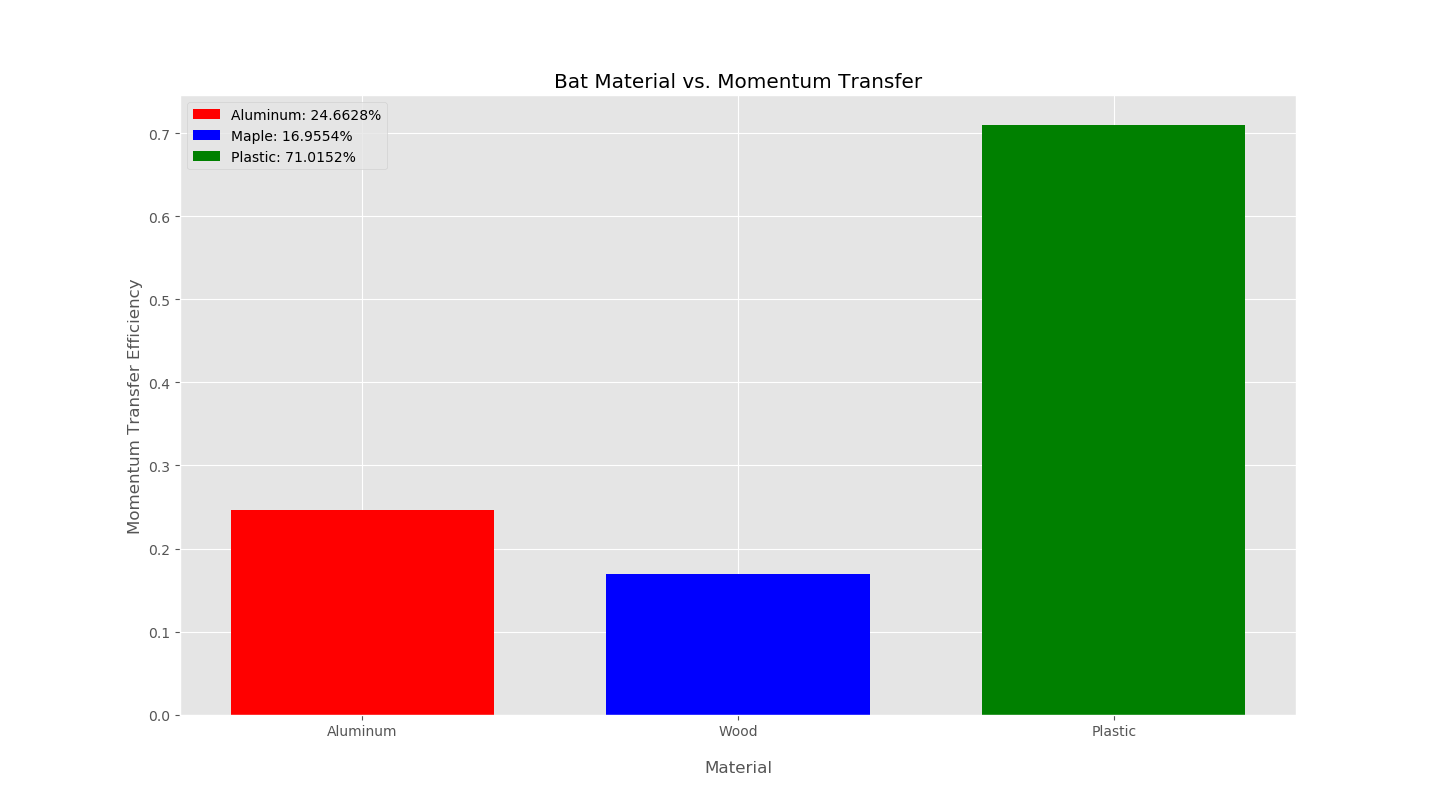 Bat Material vs. Momentum Transfer
Aluminum: 24.6628%
Maple: 16.9554%
Plastic: 71.0152%
0.7
0.6
0.5
0.4
0.3
0.2
0.1
0.0
Momentum Transfer Efficiency
Aluminum
Wood
Plastic
Material